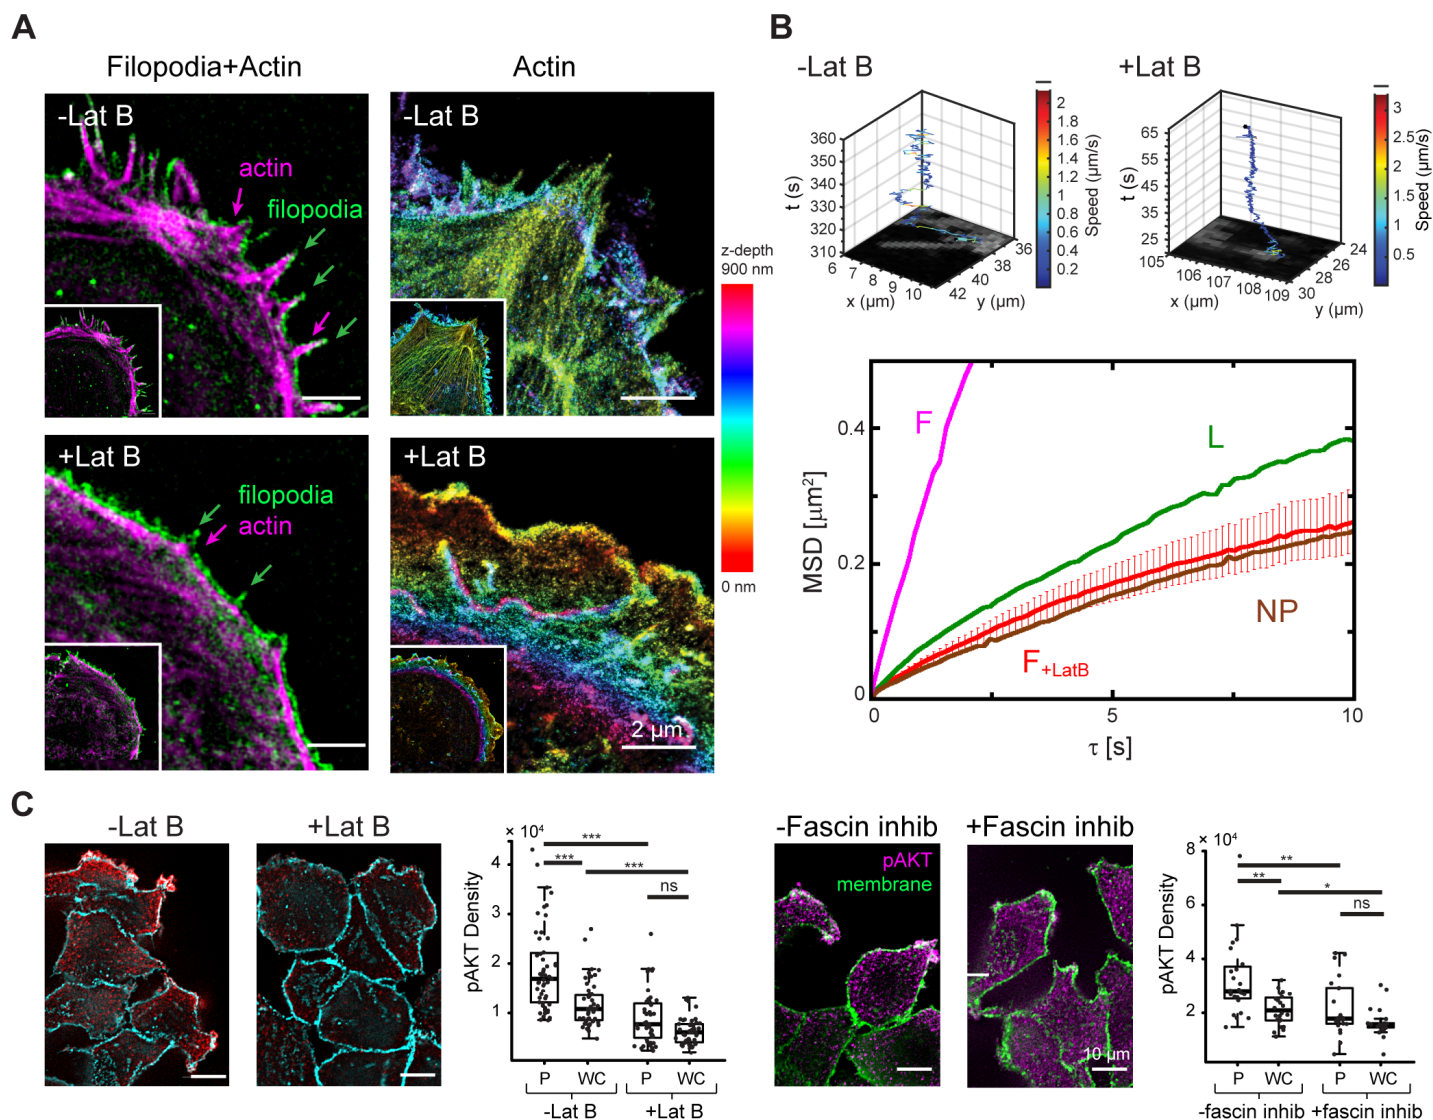 A
Filopodia+Actin
Actin
-Lat B
actin
filopodia
-Lat B
z-depth
900 nm
0 nm
+Lat B
filopodia
actin
+Lat B
2 µm
B
-Lat B
+Lat B
360
350
340
330
320
310
t (s)
6
7
8
9
10
x (µm)
42
40
38
36
y (µm)
2
1.8
1.6
1.4
1.2
1
0.8
0.6
0.4
0.2
Speed (µm/s)
65
55
45
35
25
20
t (s)
105
106
107
108
109
x (µm)
30
28
26
24
y (µm)
3
2.5
2
1.5
1
0.5
Speed (µm/s)
F
L
F+LatB
NP
0.4
0.2
0
MSD [µm²]
0
5
10
τ [s]
C
-Lat B
+Lat B
× 10⁴
4
3
2
1
pAKT Density
***
***
***
ns
P
WC
P
WC
-Lat B
+Lat B
-Fascin inhib
+Fascin inhib
pAKT
membrane
10 µm
8
× 10⁴
6
4
2
pAKT Density
**
**
*
ns
P
WC
P
WC
-fascin inhib
+fascin inhib